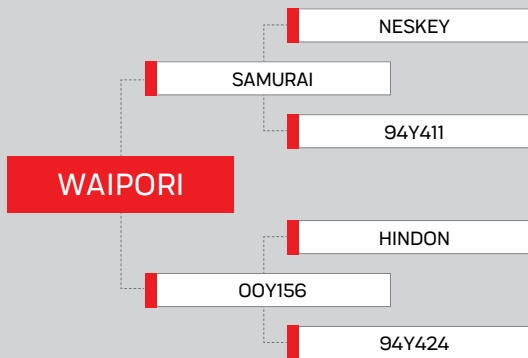 NESKEY
SAMURAI
94Y411
WAIPORI
HINDON
00Y156
94Y424